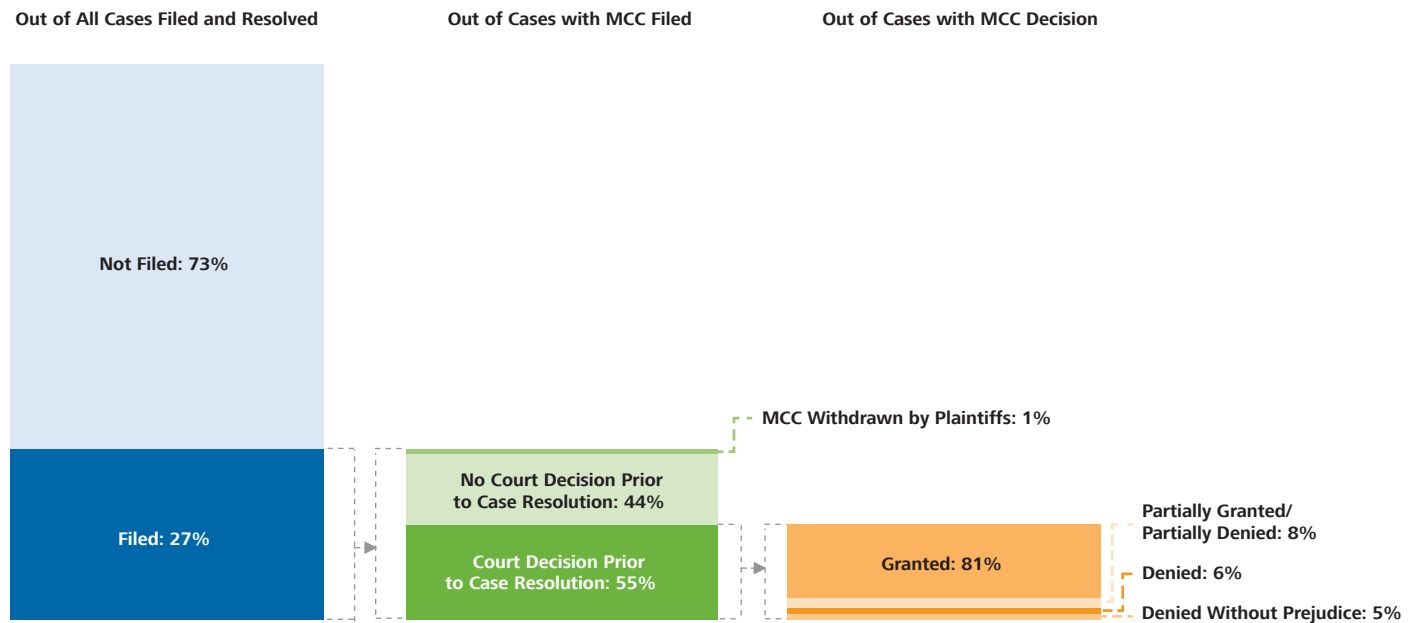 Out of All Cases Filed and Resolved
Out of Cases with MCC Filed
Out of Cases with MCC Decision
Not Filed: 73%
Filed: 27%
MCC Withdrawn by Plaintiffs: 1%
No Court Decision Prior
to Case Resolution: 44%
Court Decision Prior
to Case Resolution: 55%
Granted: 81%
Partially Granted/
Partially Denied: 8%
Denied: 6%
Denied Without Prejudice: 5%